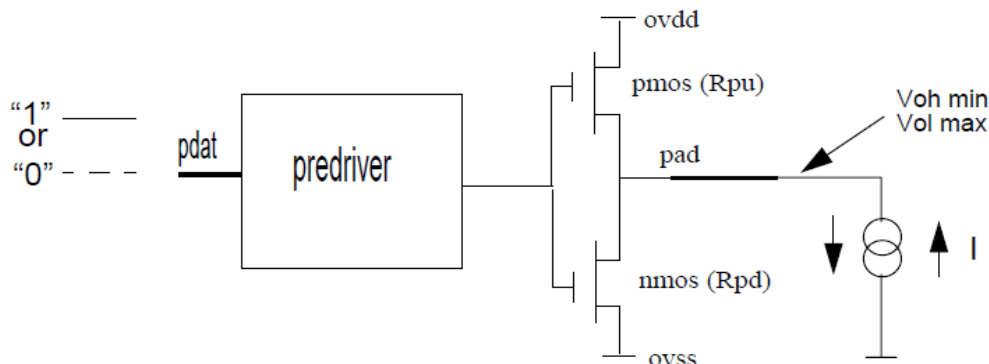 ovdd
pmos (Rpu)
“1”
or
“0”
pdat
predriver
pad
Voh min
Vol max
I
nmos (Rpd)
ovss